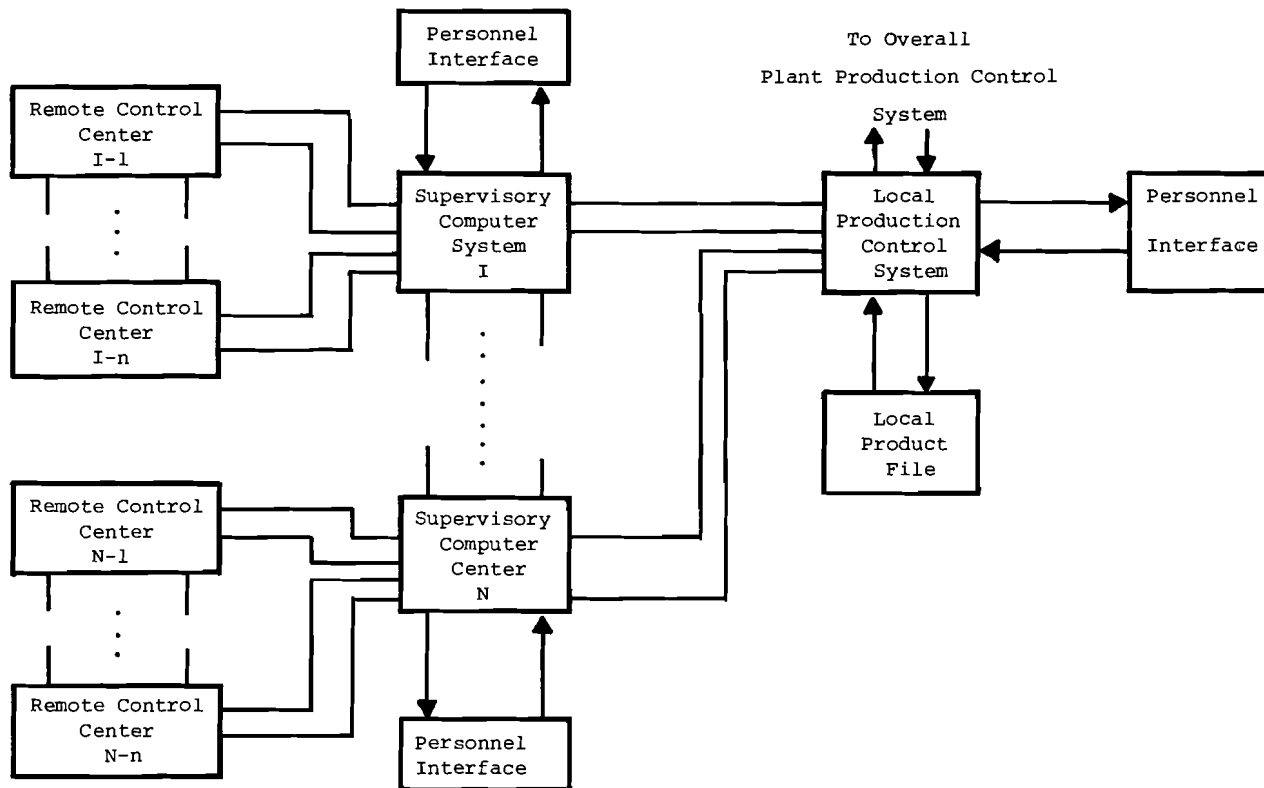 Personnel
Interface
To Overall
Plant Production Control
System
Remote Control
Center
I-1
Supervisory
Computer
System
I
Local
Production
Control
System
Personnel
Interface
Remote Control
Center
I-n
Local
Product
File
Remote Control
Center
N-1
Supervisory
Computer
Center
N
Remote Control
Center
N-n
Personnel
Interface